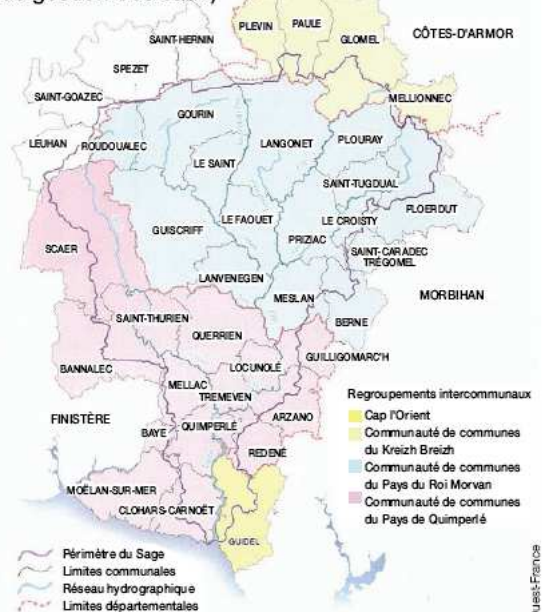 PLEVIN
PAULE
GLOMEL
CÔTES-D'ARMOR
SAINT-HERNIN
SPEZET
SAINT-GOAZEC
MELLIONNEC
GOURIN
LEUHAN
ROUDOUALEC
LANGONET
PLOURAY
LE SAINT
SAINT-TUGDUAL
PLOERDUT
LE FAOUET
LE CROISTY
GUISCRIFF
PRIZIAC
SCAER
SAINT-CARADEC
TRÉGOMEL
LANVENEGEN
MESLAN
MORBIHAN
SAINT-THURIEN
BERNE
QUERRIEN
GUILLIGOMARC'H
BANNALEC
LOCUNOLÉ
MELLAC
TREMEVEN
ARZANO
FINISTÈRE
BAYE
QUIMPERLÉ
REDENÉ
MOËLAN-SUR-MER
CLOHARS-CARNOËT
GUIDEL
Regroupements intercommunaux
Cap l'Orient
Communauté de communes
du Kreizh Breizh
Communauté de communes
du Pays du Roi Morvan
Communauté de communes
du Pays de Quimperlé
Périmètre du Sage
Limites communales
Réseau hydrographique
Limites départementales